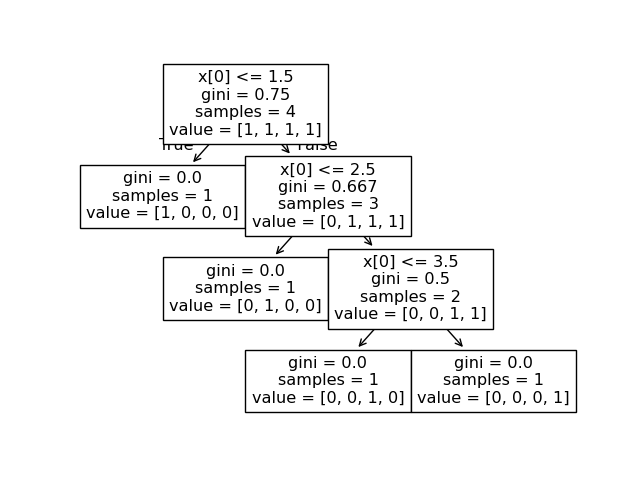 x[0] <= 1.5
gini = 0.75
samples = 4
value = [1, 1, 1, 1]
True
False
gini = 0.0
samples = 1
value = [1, 0, 0, 0]
x[0] <= 2.5
gini = 0.667
samples = 3
value = [0, 1, 1, 1]
gini = 0.0
samples = 1
value = [0, 1, 0, 0]
x[0] <= 3.5
gini = 0.5
samples = 2
value = [0, 0, 1, 1]
gini = 0.0
samples = 1
value = [0, 0, 1, 0]
gini = 0.0
samples = 1
value = [0, 0, 0, 1]